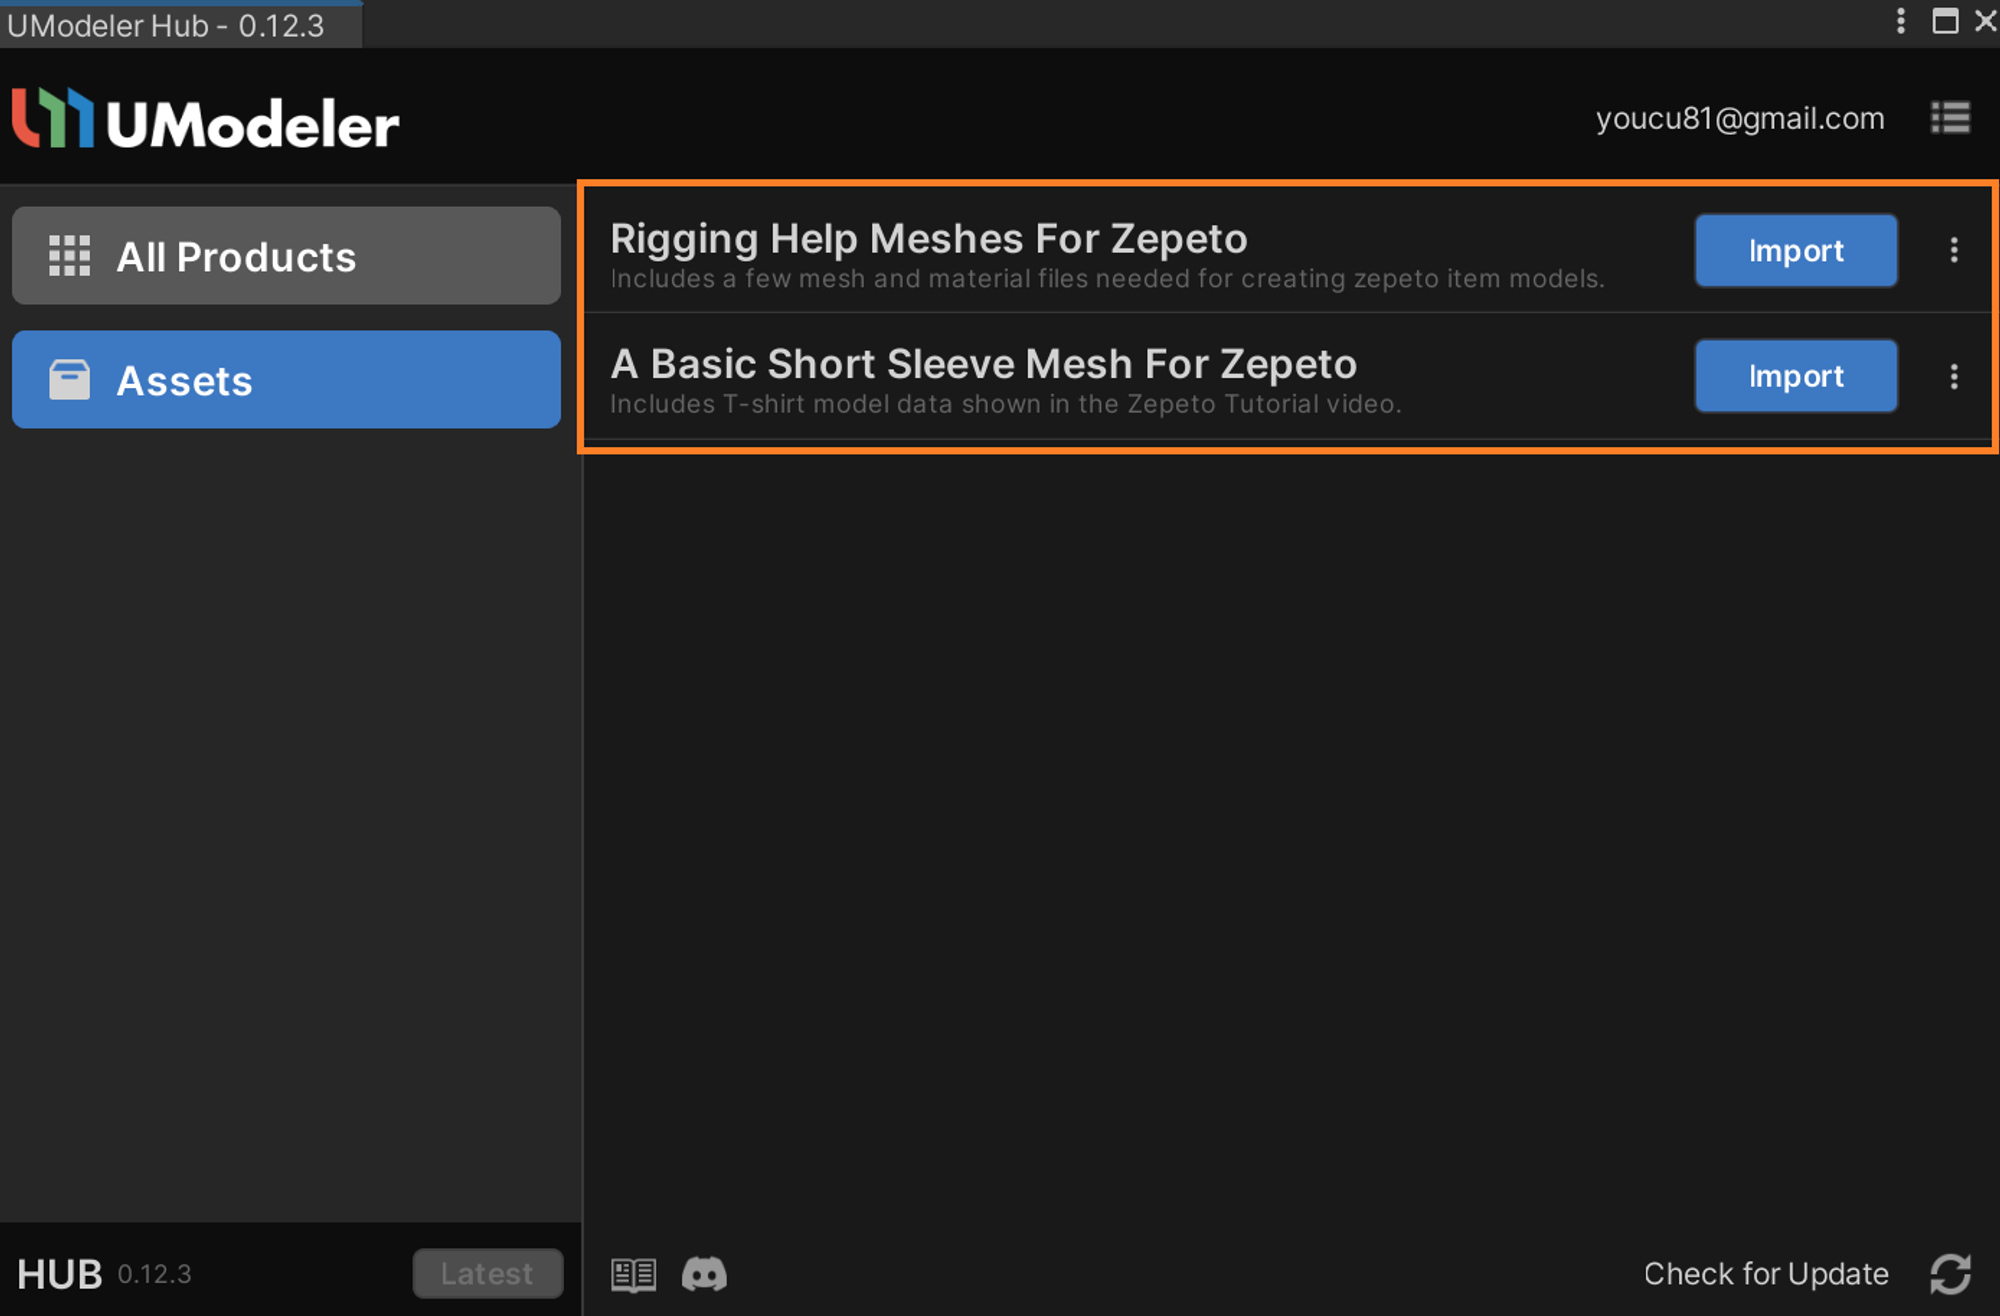 UModeler Hub - 0.12.3
UModeler
youcu81@gmail.com
All Products
Assets
Rigging Help Meshes For Zepeto
Includes a few mesh and material files needed for creating zepeto item models.
Import
A Basic Short Sleeve Mesh For Zepeto
Includes T-shirt model data shown in the Zepeto Tutorial video.
Import
HUB 0.12.3
Latest
Check for Update